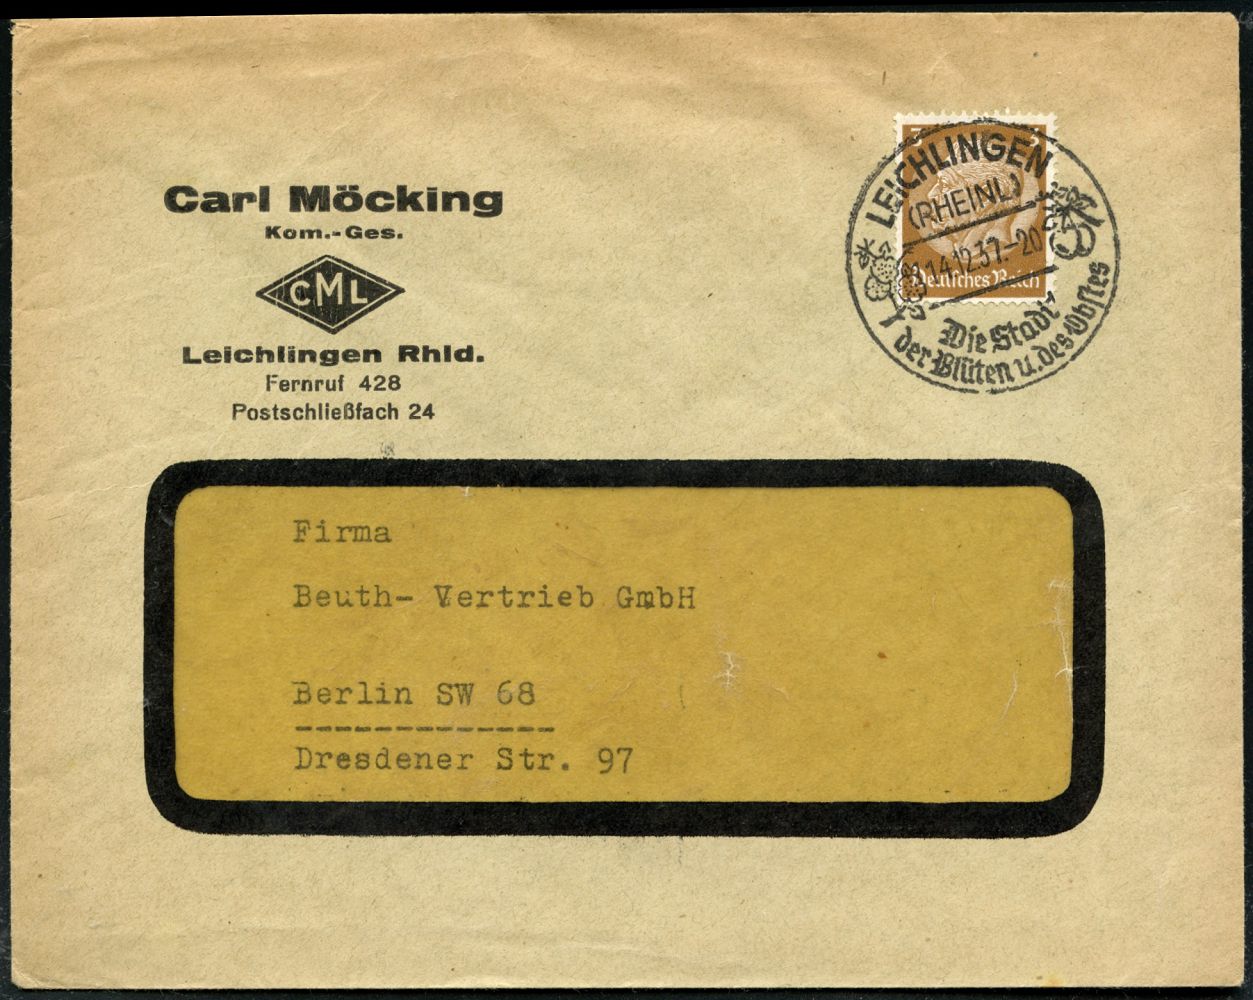 Carl Möcking
Kom.-Ges.
CML
Leichlingen Rhld.
Fernruf 428
Postschließfach 24
LEICHLINGEN
(RHEINL)
14.12.37.-20
Die Stadt
der Blüten u. des Obstes
3
Deutsches Reich
Firma
Beuth- Vertrieb GmbH
Berlin SW 68
Dresdener Str. 97